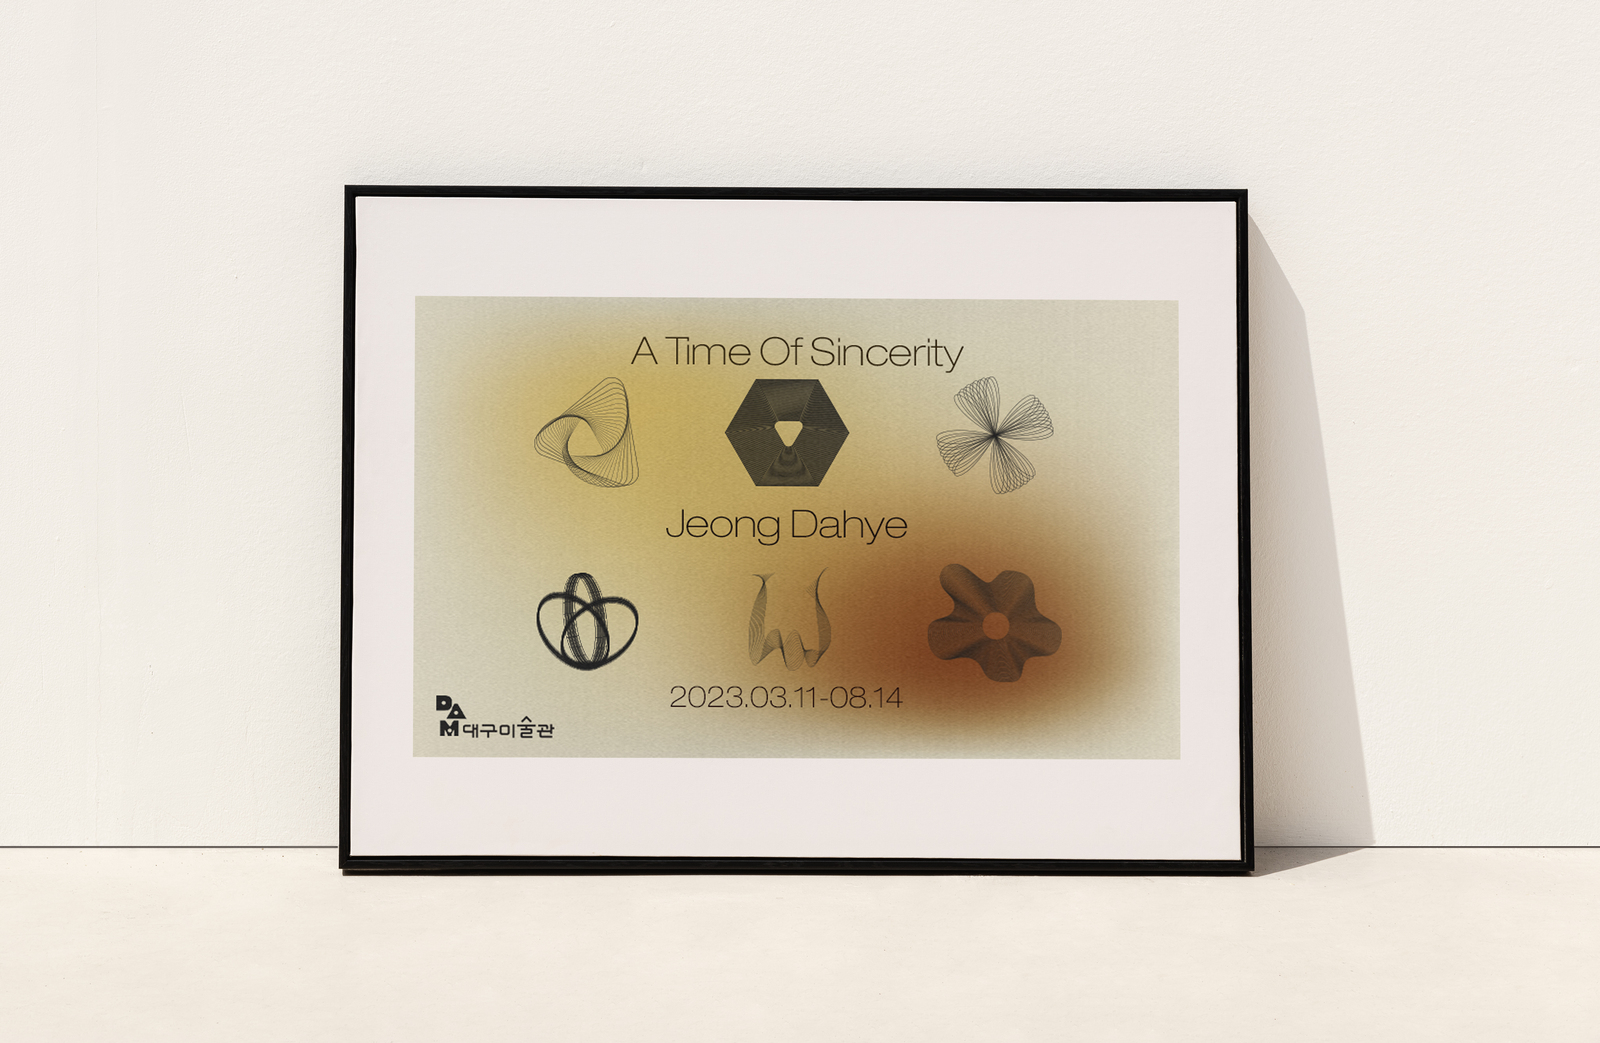 A Time Of Sincerity
Jeong Dahye
2023.03.11-08.14
DAM 대구미술관